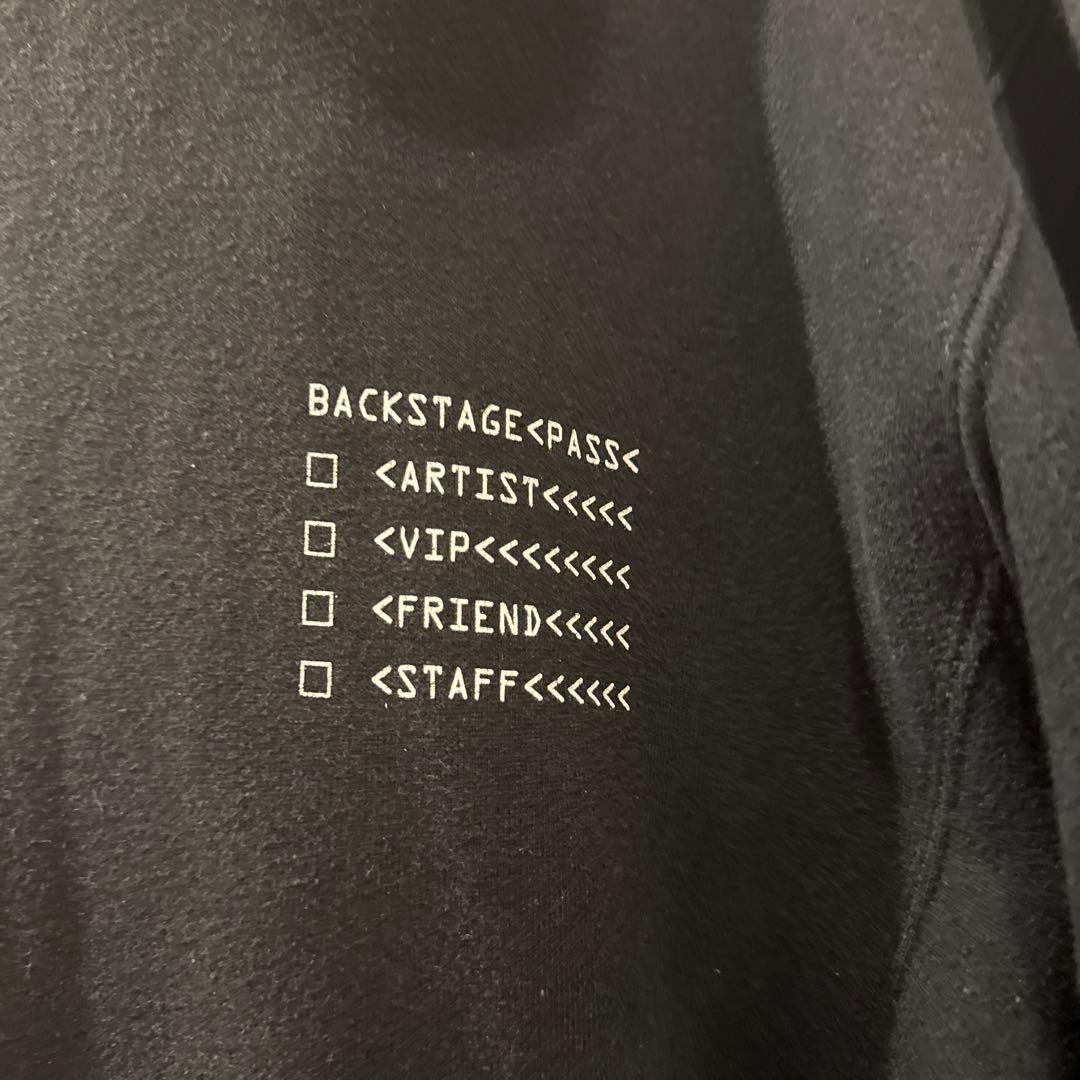 BACKSTAGE<PASS<
☐ <ARTIST<<<<<
☐ <VIP<<<<<<<<
☐ <FRIEND<<<<<
☐ <STAFF<<<<<<